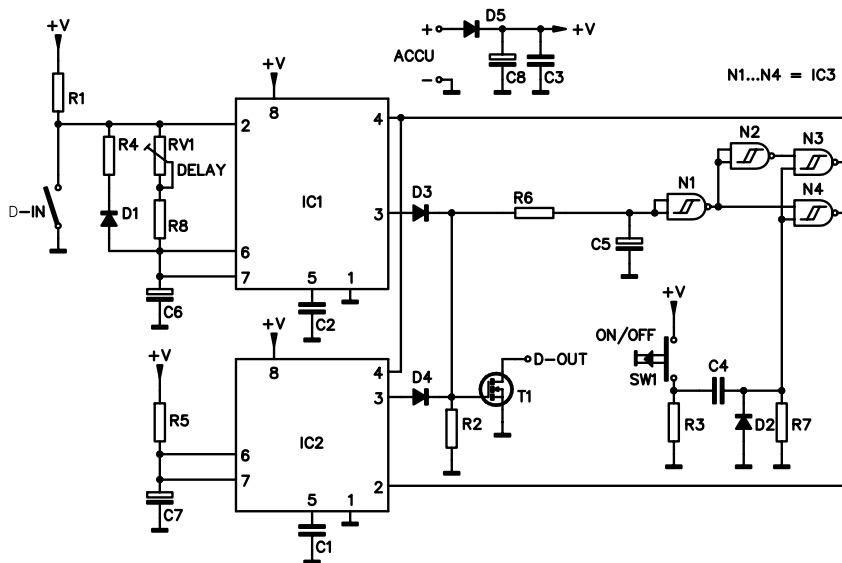 +V
D5
+
+V
ACCU
+V
-
C8
C3
N1...N4 = IC3
R1
8
4
N2
N3
2
R4
RV1
N1
DELAY
D3
R6
N4
D-IN
D1
IC1
3
R8
C5
6
7
5
1
+V
C6
C2
+V
ON/OFF
+V
8
D-OUT
4
C4
SW1
D4
T1
3
R5
R2
R3
D2
R7
IC2
6
7
2
C7
5
1
C1